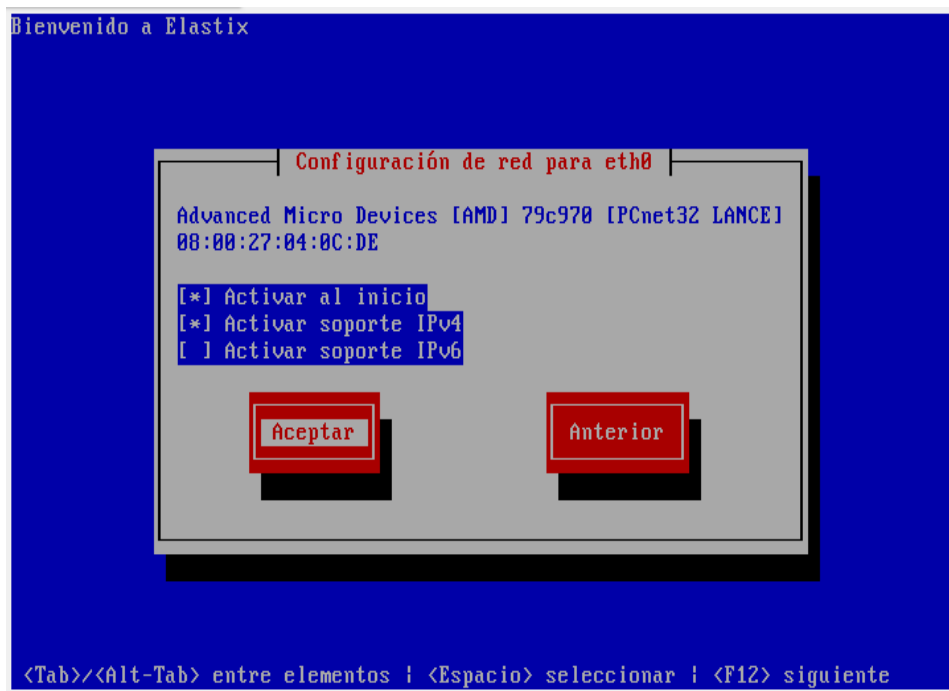 Bienvenido a Elastix
Configuración de red para eth0
Advanced Micro Devices [AMD] 79c970 [PCnet32 LANCE]
08:00:27:04:0C:DE
[*] Activar al inicio
[*] Activar soporte IPv4
[ ] Activar soporte IPv6
Aceptar Anterior
<Tab>/<Alt-Tab> entre elementos | <Espacio> seleccionar | <F12> siguiente